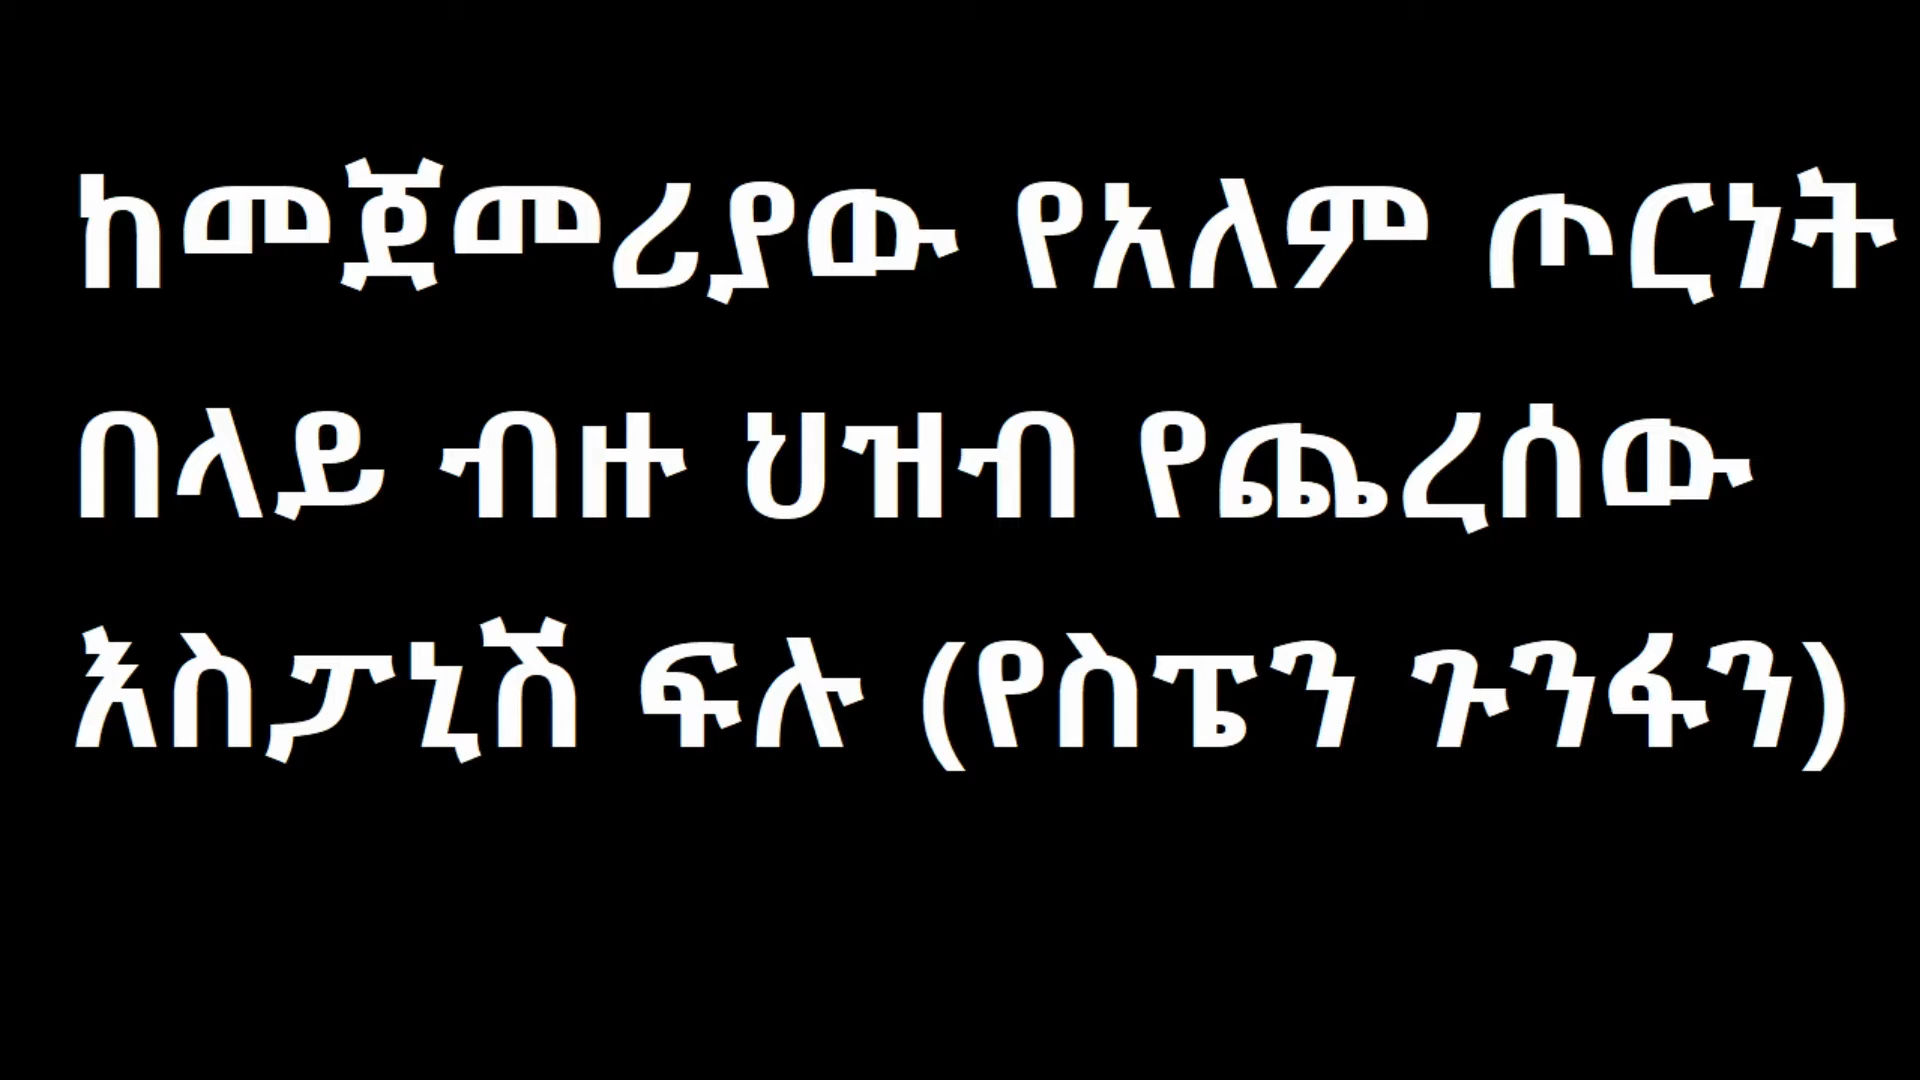 ከመጀመሪያው የአለም ጦርነት
በላይ ብዙ ህዝብ የጨረሰው
እስፓኒሽ ፍሉ (የስፔን ጉንፋን)